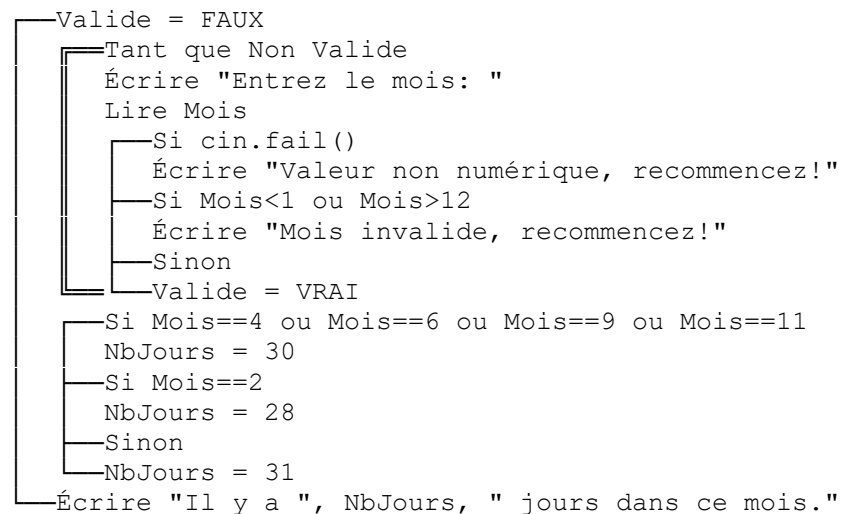 Valide = FAUX
Tant que Non Valide
Écrire "Entrez le mois: "
Lire Mois
Si cin.fail()
Écrire "Valeur non numérique, recommencez!"
Si Mois<1 ou Mois>12
Écrire "Mois invalide, recommencez!"
Sinon
Valide = VRAI
Si Mois==4 ou Mois==6 ou Mois==9 ou Mois==11
NbJours = 30
Si Mois==2
NbJours = 28
Sinon
NbJours = 31
Écrire "Il y a ", NbJours, " jours dans ce mois."